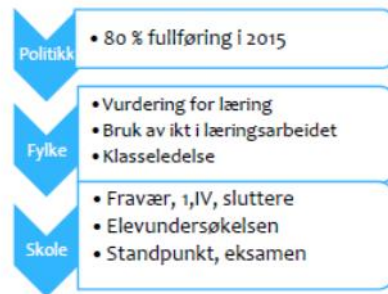 Politikk
• 80 % fullføring i 2015
Fylke
• Vurdering for læring
• Bruk av ikt i læringsarbeidet
• Klasseledelse
Skole
• Fravær, 1,IV, sluttere
• Elevundersøkelsen
• Standpunkt, eksamen